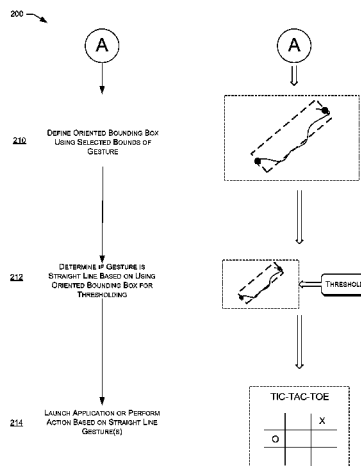 200
A
A
210
DEFINE ORIENTED BOUNDING BOX
USING SELECTED BOUNDS OF
GESTURE
212
DETERMINE IF GESTURE IS
STRAIGHT LINE BASED ON USING
ORIENTED BOUNDING BOX FOR
THRESHOLDING
THRESHOLD
214
LAUNCH APPLICATION OR PERFORM
ACTION BASED ON STRAIGHT LINE
GESTURE(S)
TIC-TAC-TOE
X
O